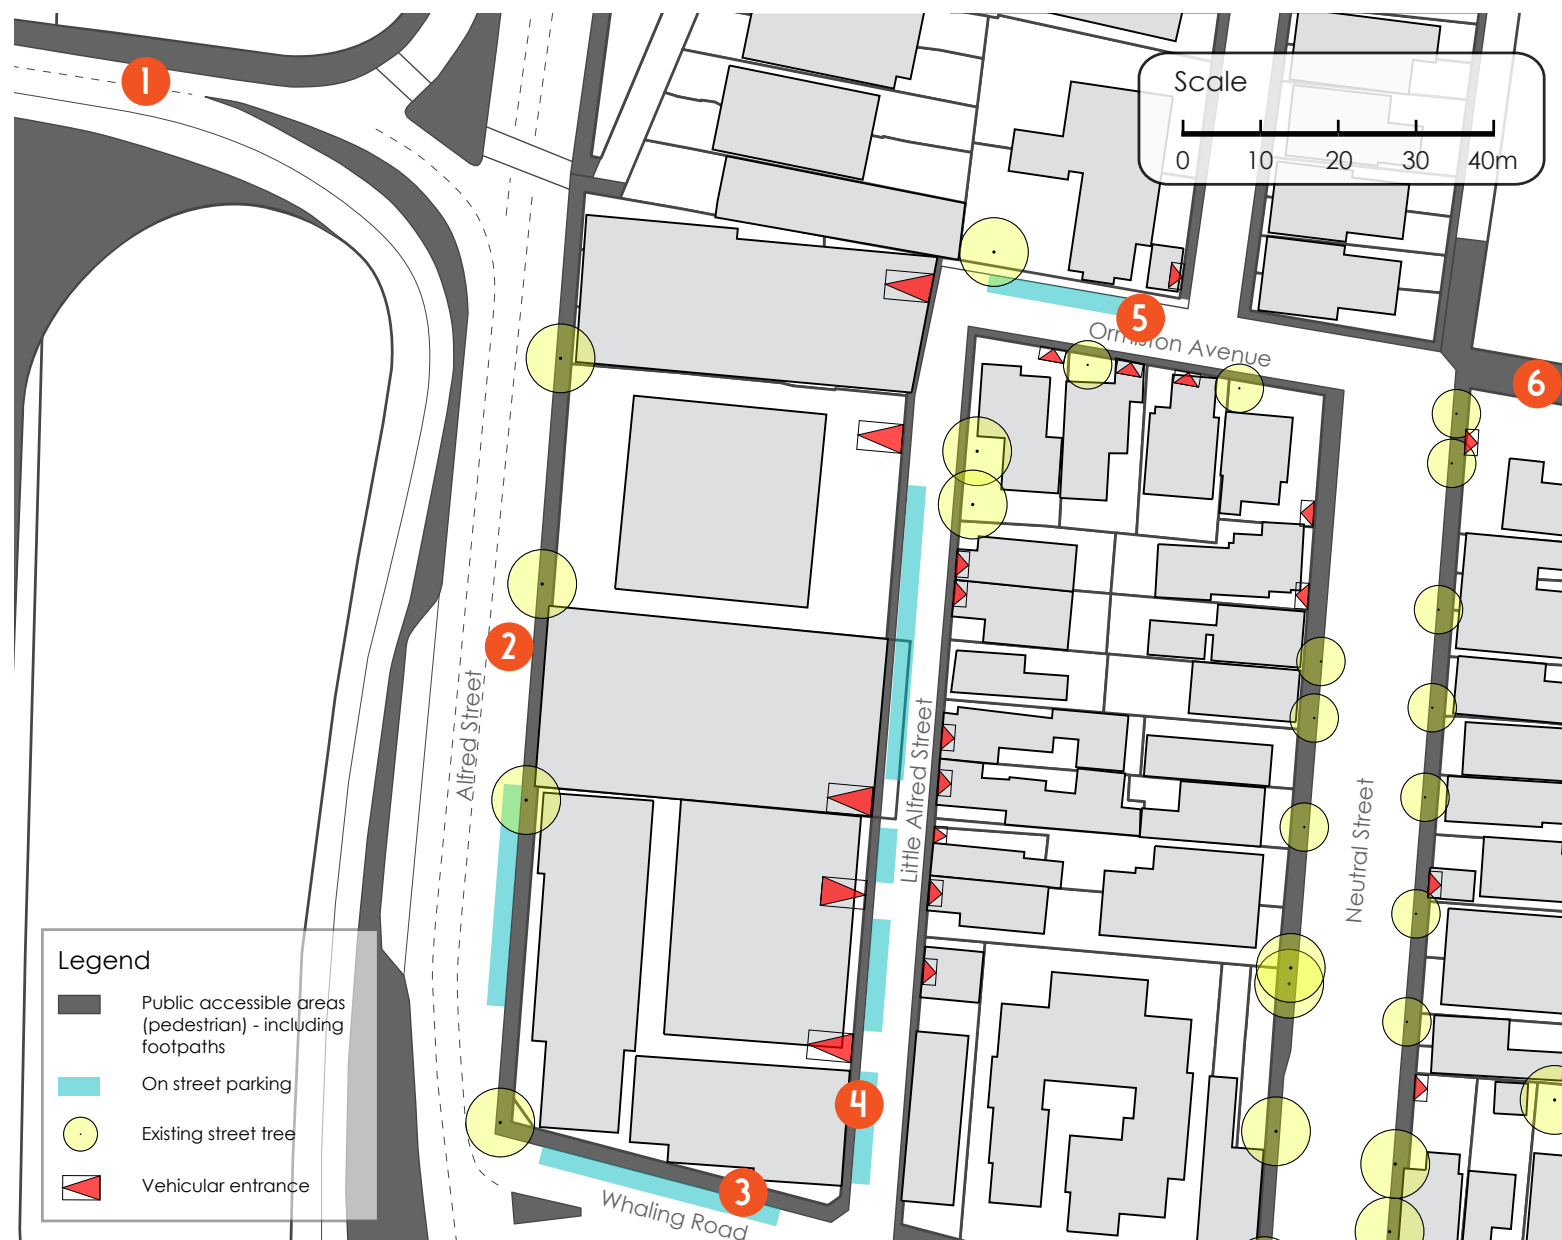 1
Scale
0 10 20 30 40m
5
Ormiston Avenue
6
2
Alfred Street
Little Alfred Street
Neutral Street
Legend
Public accessible areas
(pedestrian) - including
footpaths
On street parking
Existing street tree
Vehicular entrance
4
3
Whaling Road